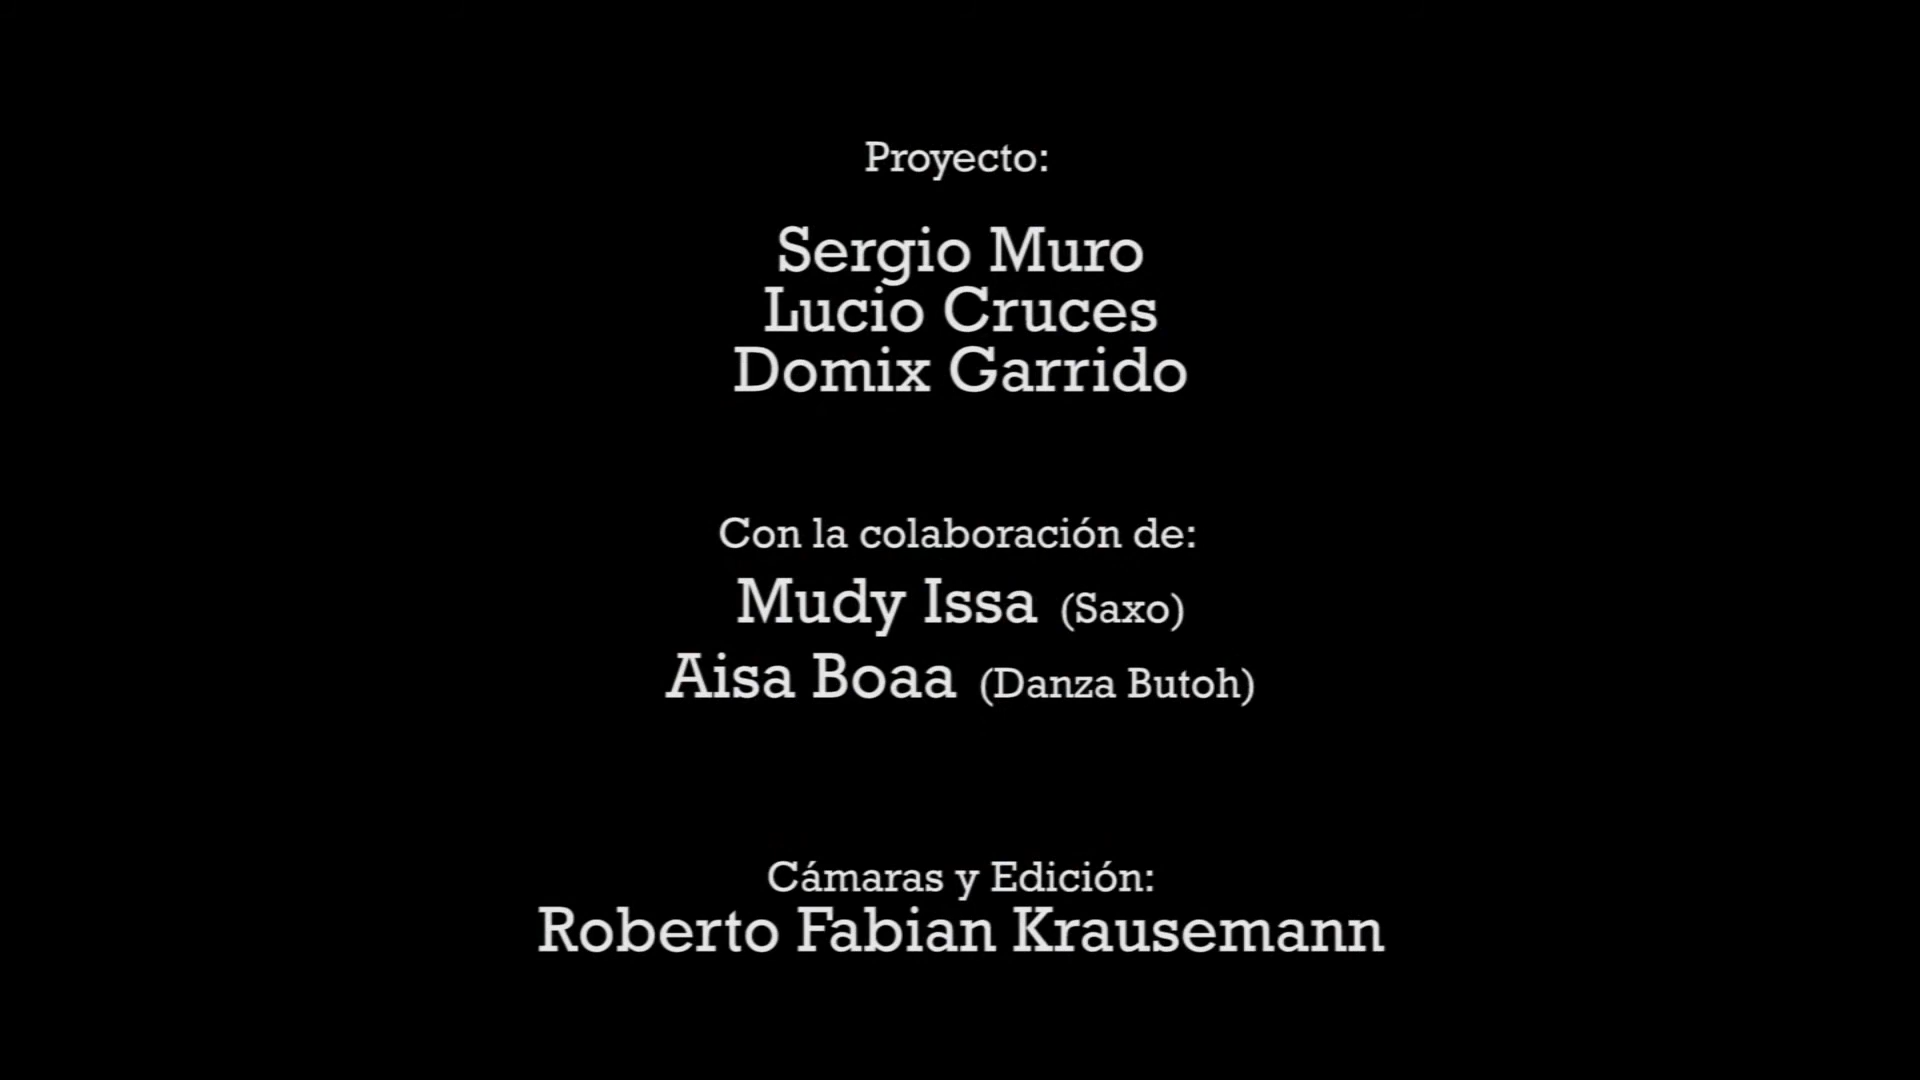 Proyecto:
Sergio Muro
Lucio Cruces
Domix Garrido
Con la colaboración de:
Mudy Issa (Saxo)
Aisa Boaa (Danza Butoh)
Cámaras y Edición:
Roberto Fabian Krausemann